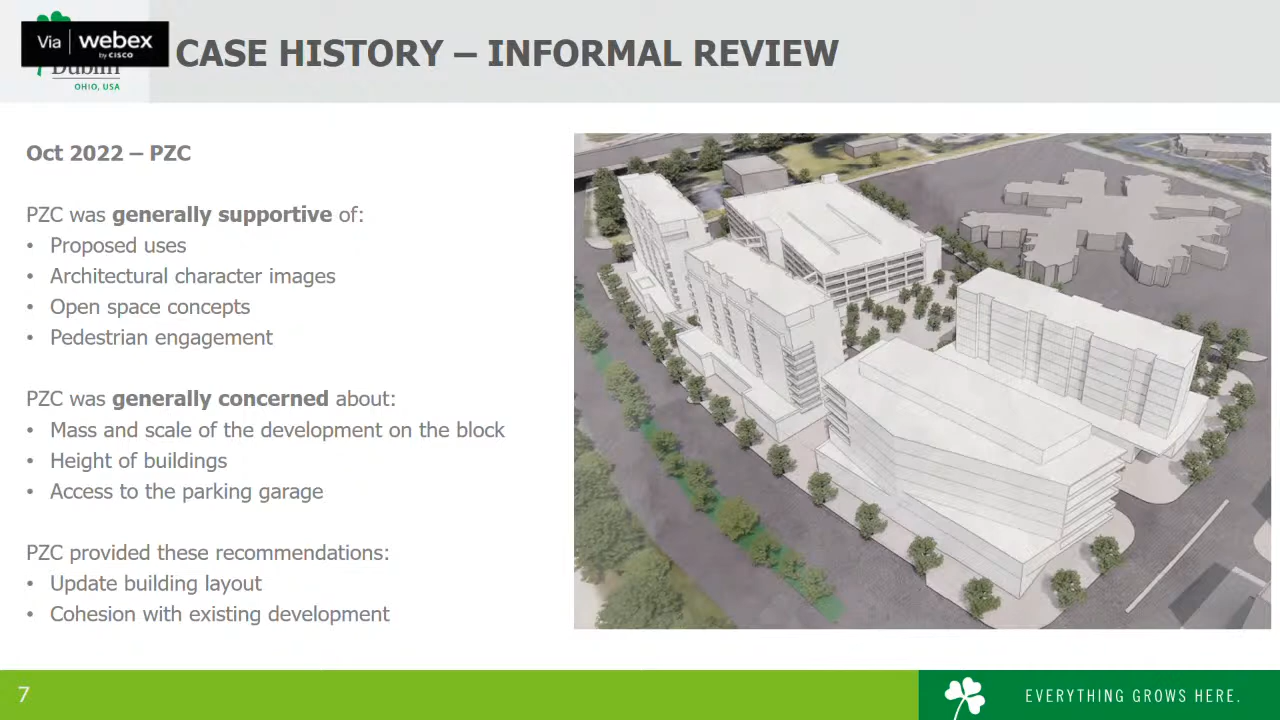 Via webex
by CISCO
Dublin
OHIO, USA
CASE HISTORY – INFORMAL REVIEW
Oct 2022 – PZC
PZC was generally supportive of:
• Proposed uses
• Architectural character images
• Open space concepts
• Pedestrian engagement
PZC was generally concerned about:
• Mass and scale of the development on the block
• Height of buildings
• Access to the parking garage
PZC provided these recommendations:
• Update building layout
• Cohesion with existing development
7
EVERYTHING GROWS HERE.